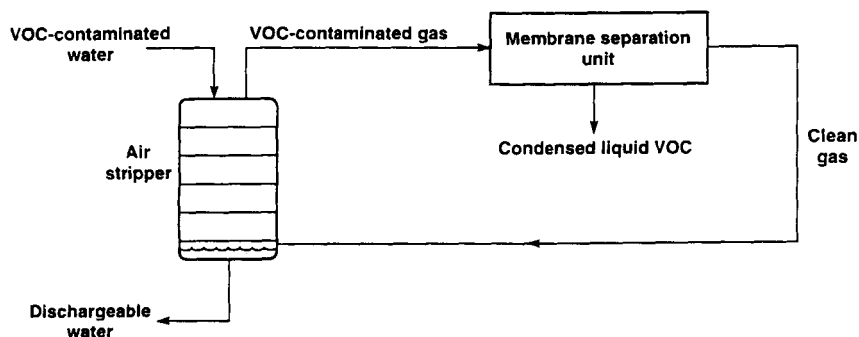 VOC-contaminated
water
VOC-contaminated gas
Membrane separation
unit
Air
stripper
Condensed liquid VOC
Clean
gas
Dischargeable
water